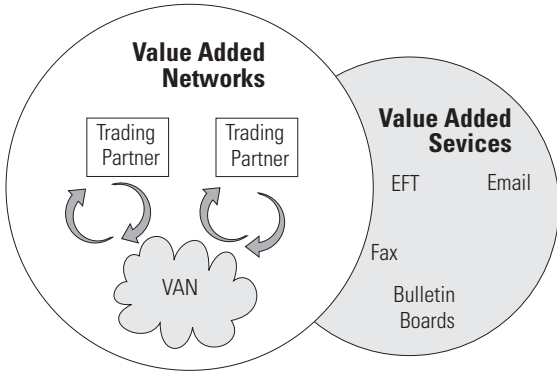 Value Added
Networks
Trading
Partner
Trading
Partner
VAN
Value Added
Sevices
EFT
Email
Fax
Bulletin
Boards